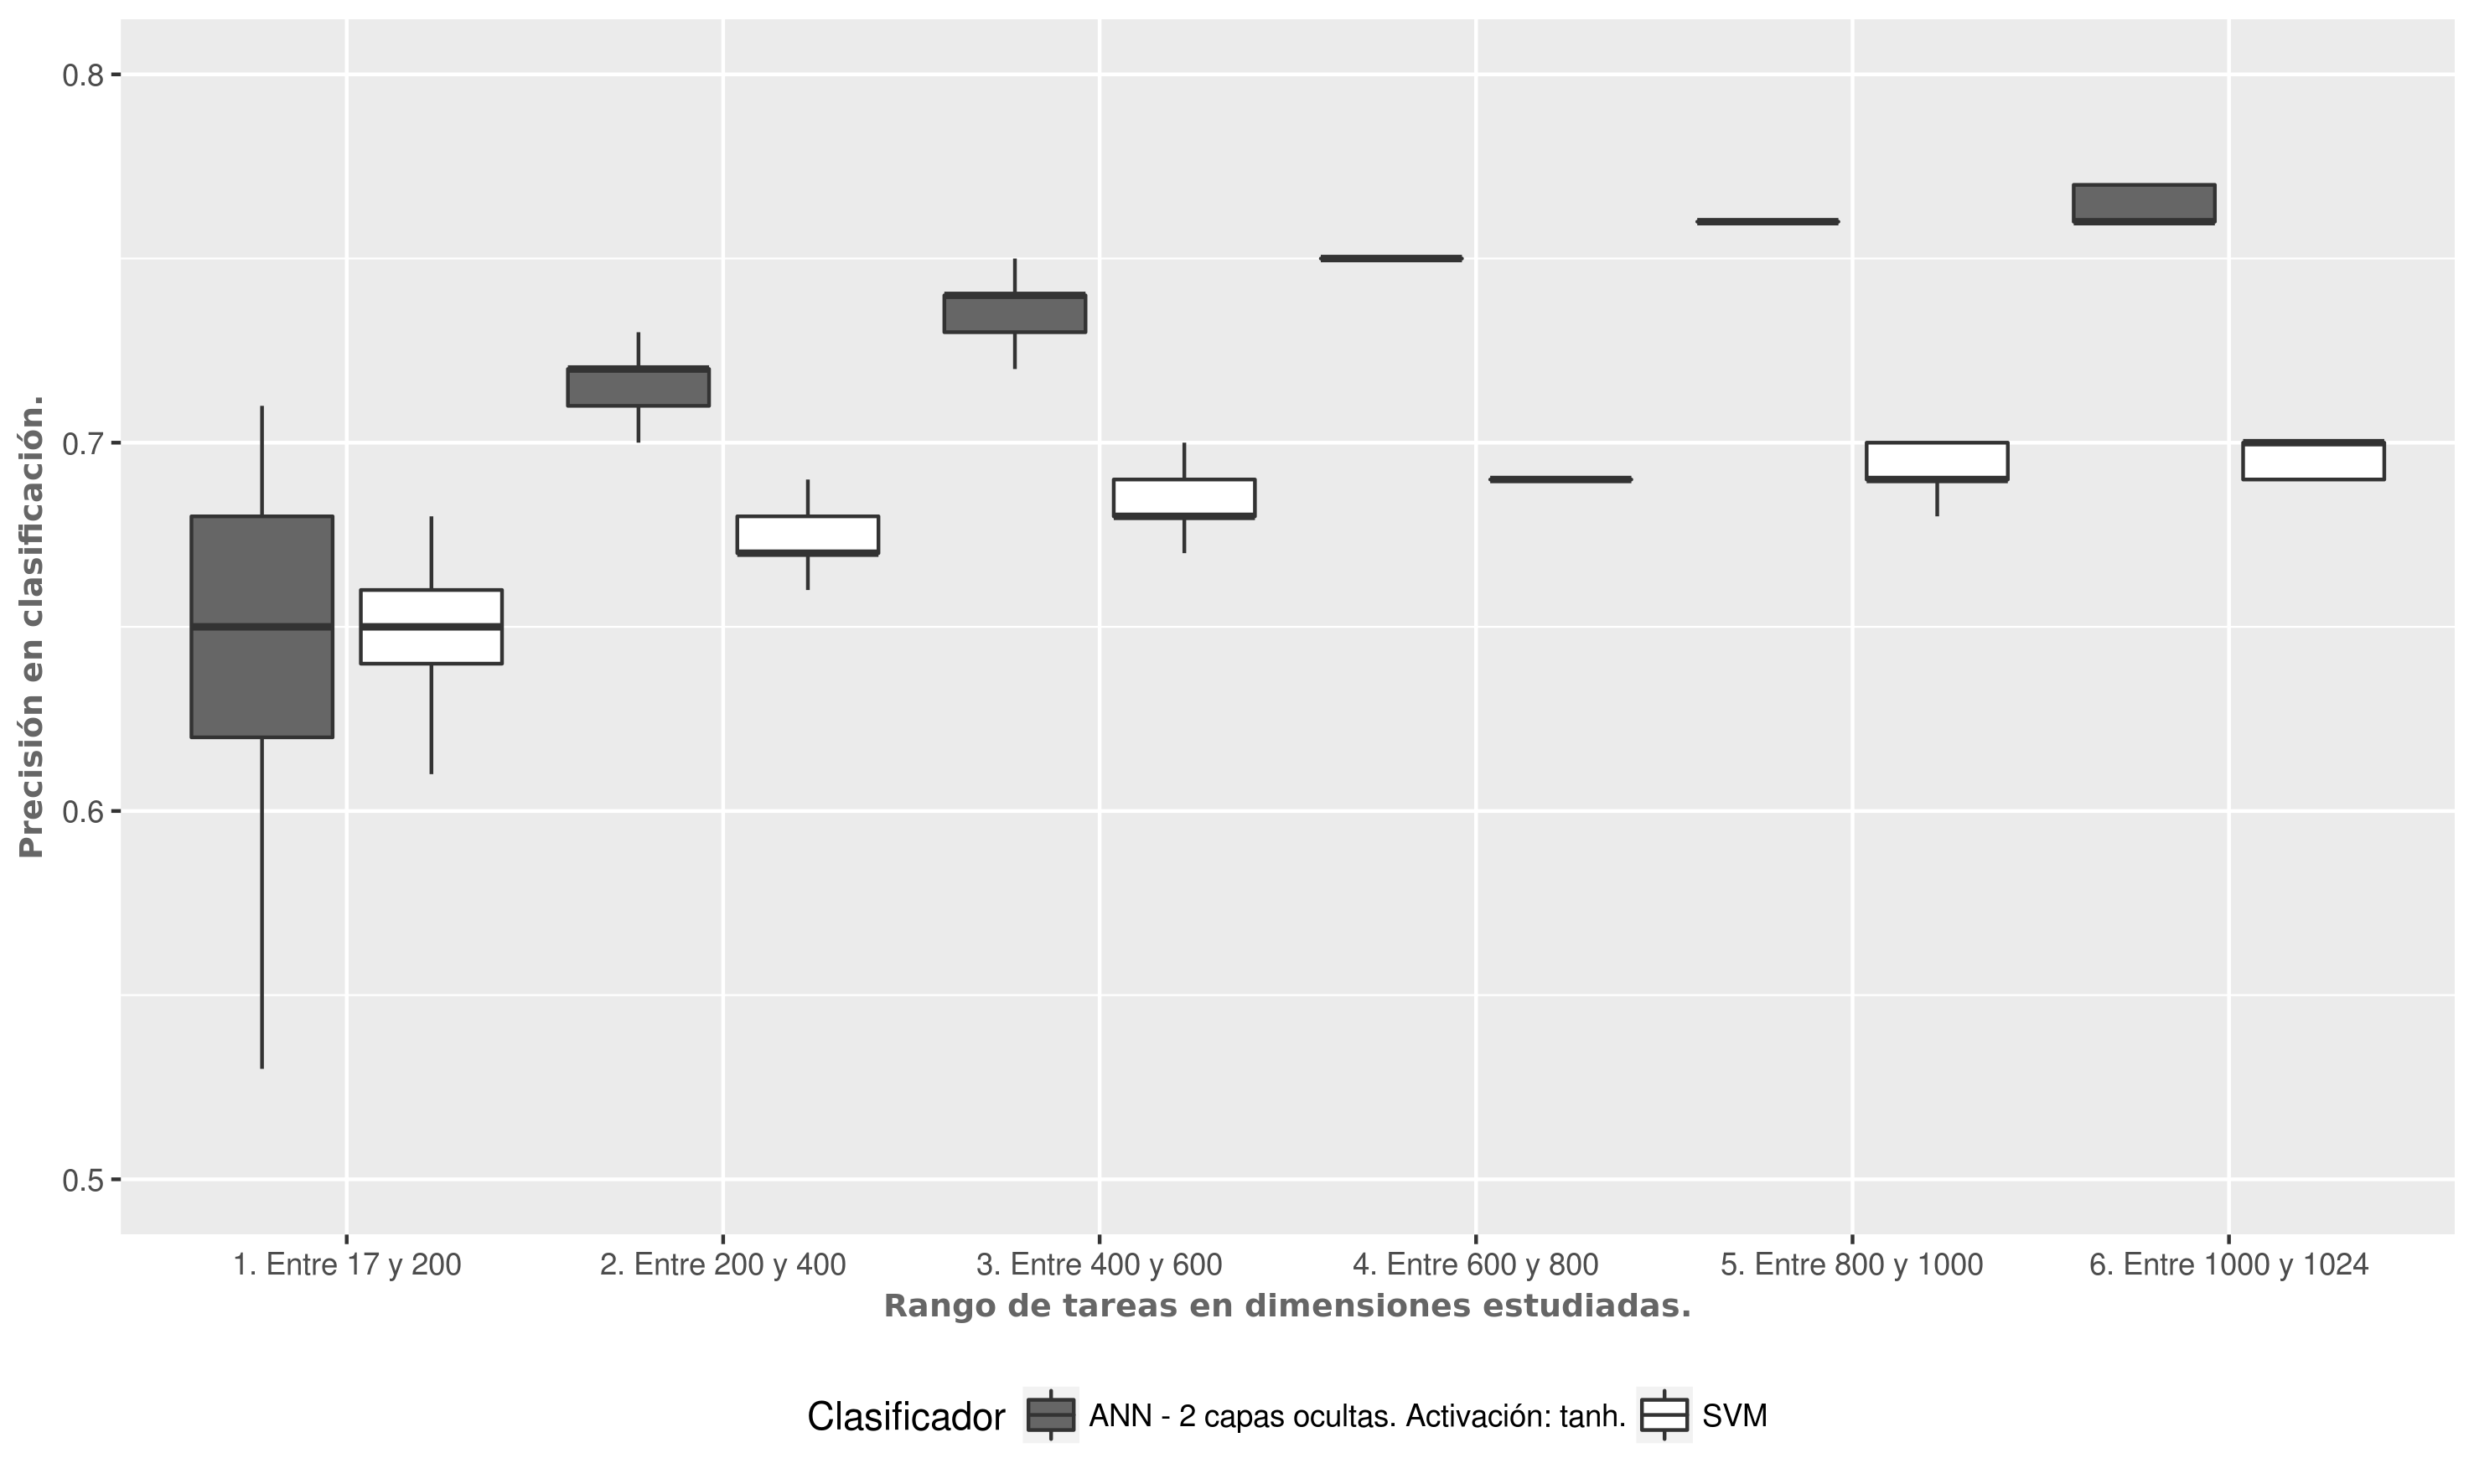 Precisión en clasificación.
0.8
0.7
0.6
0.5
1. Entre 17 y 200
2. Entre 200 y 400
3. Entre 400 y 600
4. Entre 600 y 800
5. Entre 800 y 1000
6. Entre 1000 y 1024
Rango de tareas en dimensiones estudiadas.
Clasificador
ANN - 2 capas ocultas. Activación: tanh.
SVM